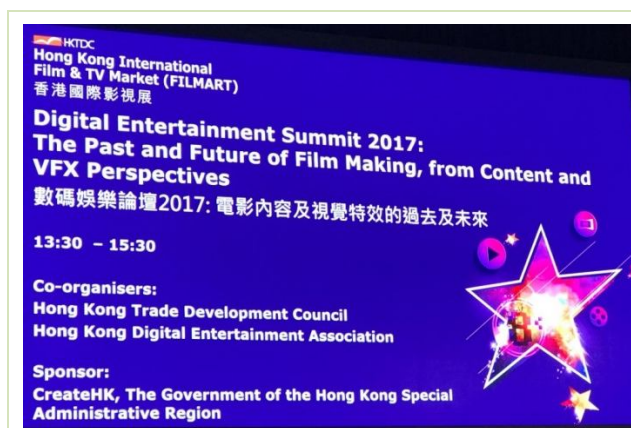 HKTDC
Hong Kong International
Film & TV Market (FILMART)
香港國際影視展
Digital Entertainment Summit 2017:
The Past and Future of Film Making, from Content and
VFX Perspectives
數碼娛樂論壇2017: 電影內容及視覺特效的過去及未來
13:30 – 15:30
Co-organisers:
Hong Kong Trade Development Council
Hong Kong Digital Entertainment Association
Sponsor:
CreateHK, The Government of the Hong Kong Special
Administrative Region